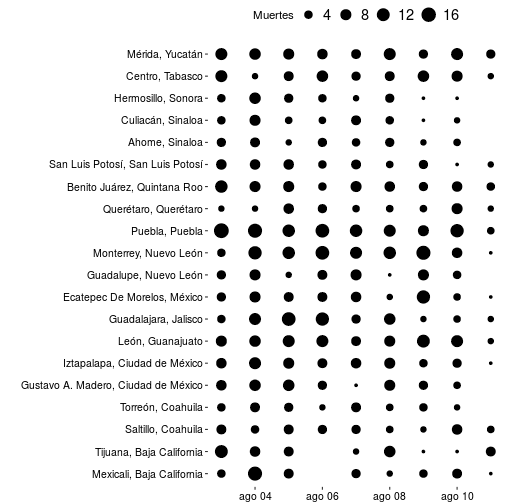 Muertes 4 8 12 16
Mérida, Yucatán
Centro, Tabasco
Hermosillo, Sonora
Culiacán, Sinaloa
Ahome, Sinaloa
San Luis Potosí, San Luis Potosí
Benito Juárez, Quintana Roo
Querétaro, Querétaro
Puebla, Puebla
Monterrey, Nuevo León
Guadalupe, Nuevo León
Ecatepec De Morelos, México
Guadalajara, Jalisco
León, Guanajuato
Iztapalapa, Ciudad de México
Gustavo A. Madero, Ciudad de México
Torreón, Coahuila
Saltillo, Coahuila
Tijuana, Baja California
Mexicali, Baja California
ago 04 ago 06 ago 08 ago 10